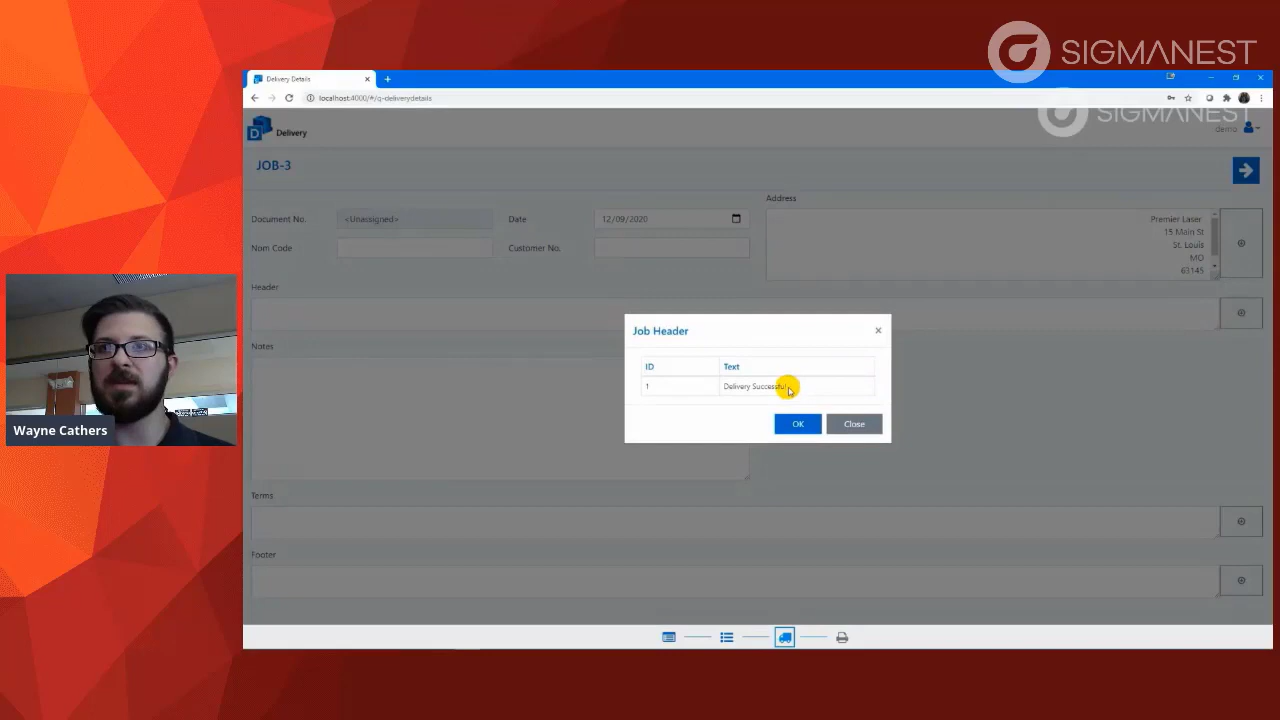 SIGMANEST
Delivery Details
localhost:4000/#/q-deliverydetails
SIGMANEST
D Delivery
demo
JOB-3
Address
Document No.
<Unassigned>
Date
12/09/2020
Premier Laser
15 Main St
St. Louis
MO
63145
Nom Code
Customer No.
Header
Job Header
Notes
ID
Text
1
Delivery Successful
OK
Close
Wayne Cathers
Terms
Footer